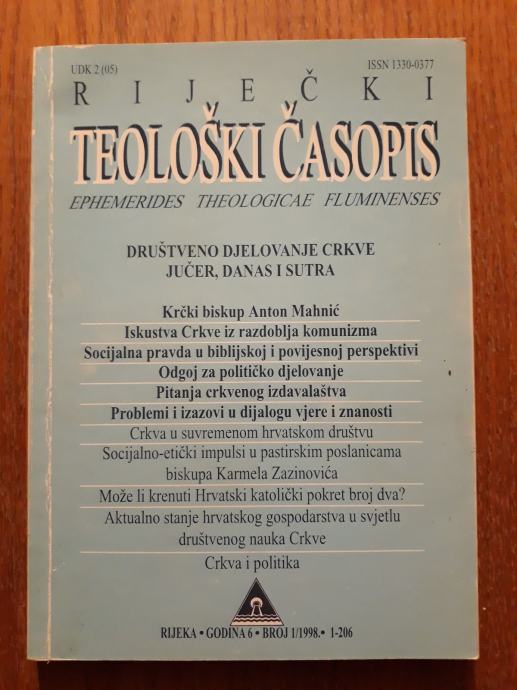 UDK 2 (05)
ISSN 1330-0377
RIJEČKI
TEOLOŠKI ČASOPIS
EPHEMERIDES THEOLOGICAE FLUMINENSES
DRUŠTVENO DJELOVANJE CRKVE
JUČER, DANAS I SUTRA
Krčki biskup Anton Mahnić
Iskustva Crkve iz razdoblja komunizma
Socijalna pravda u biblijskoj i povijesnoj perspektivi
Odgoj za političko djelovanje
Pitanja crkvenog izdavalaštva
Problemi i izazovi u dijalogu vjere i znanosti
Crkva u suvremenom hrvatskom društvu
Socijalno-etički impulsi u pastirskim poslanicama
biskupa Karmela Zazinovića
Može li krenuti Hrvatski katolički pokret broj dva?
Aktualno stanje hrvatskog gospodarstva u svjetlu
društvenog nauka Crkve
Crkva i politika
RIJEKA • GODINA 6 • BROJ 1/1998. • 1-206